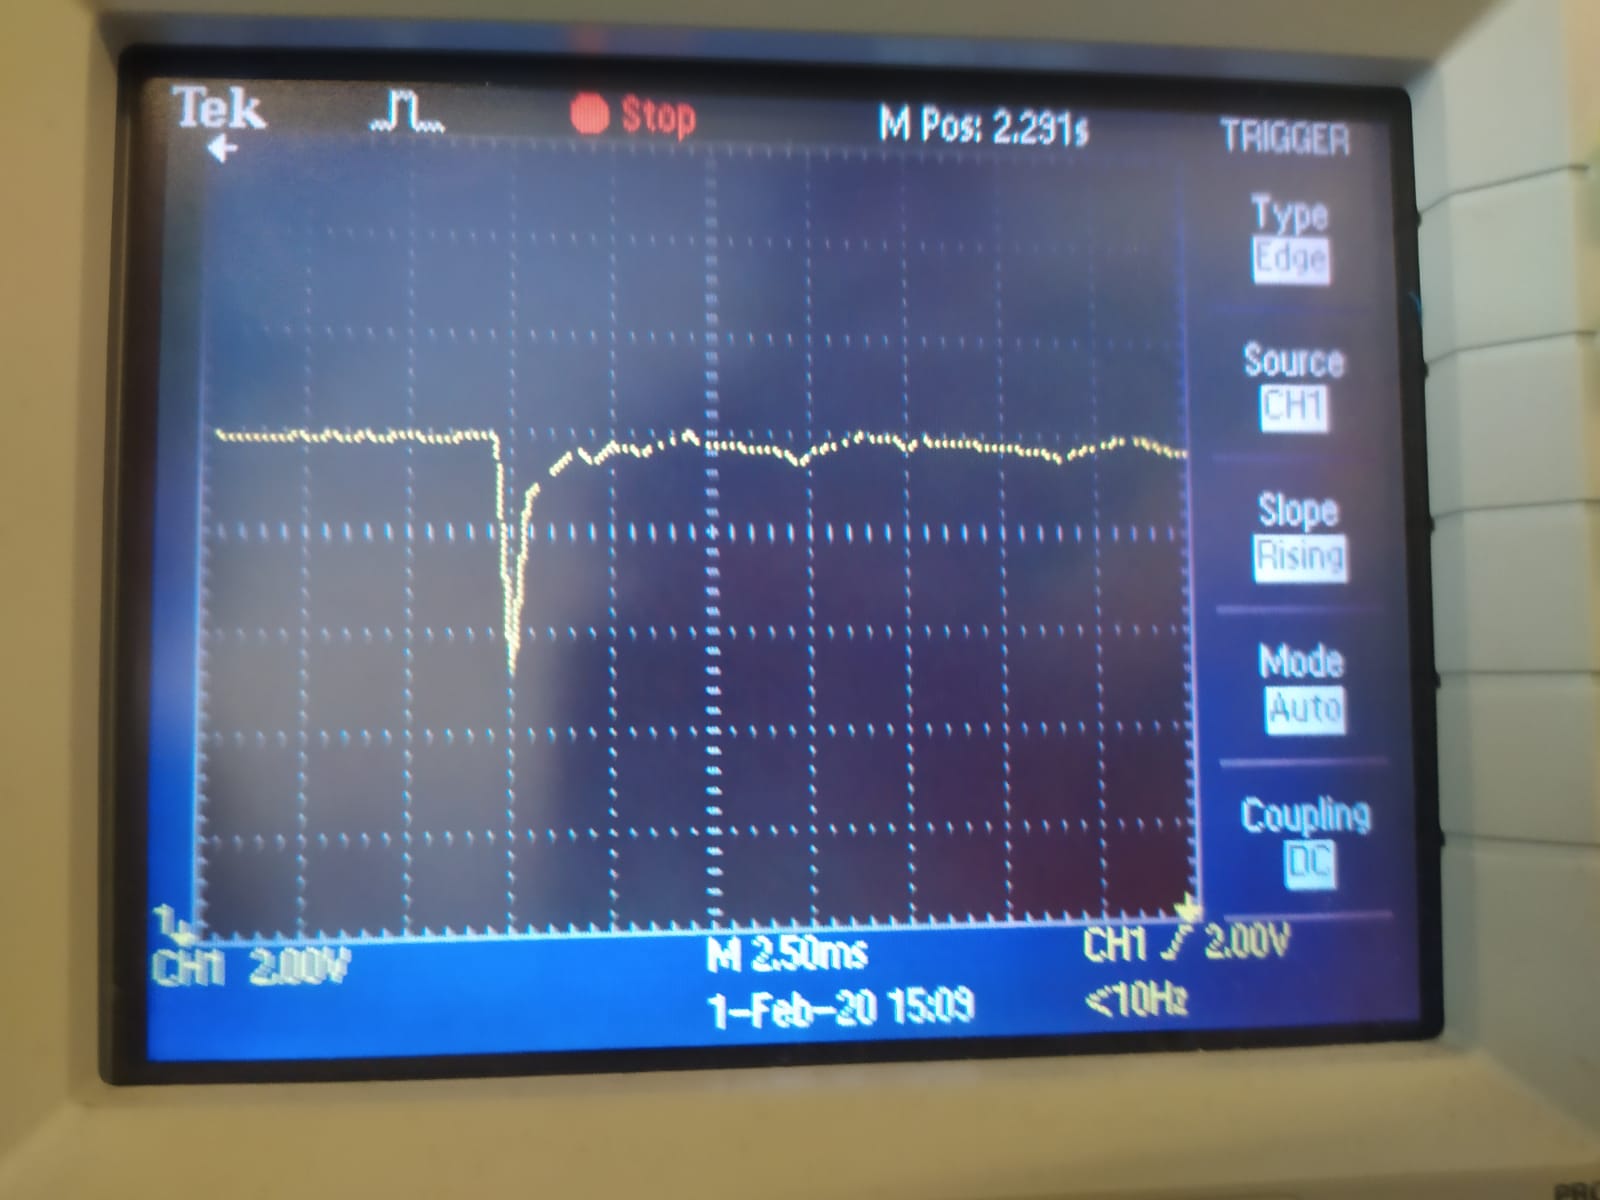 Tek
Stop
M Pos: 2.291s
TRIGGER
Type
Edge
Source
CH1
Slope
Rising
Mode
Auto
Coupling
DC
1
CH1 2.00V
M 2.50ms
CH1 2.00V
1-Feb-20 15:09
<10Hz